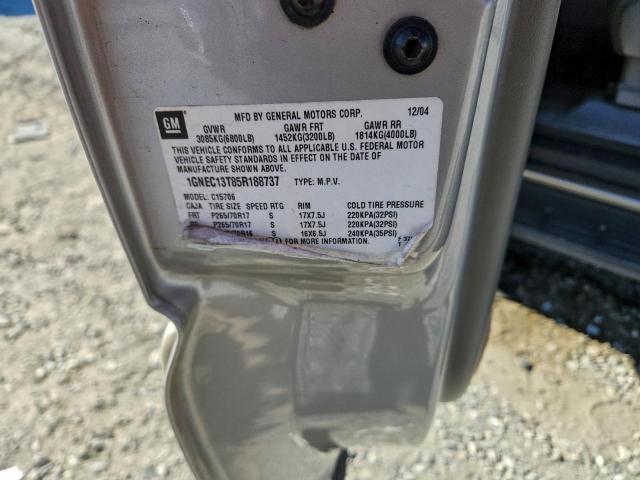 MFD BY GENERAL MOTORS CORP. 12/04
GM
GVWR GAWR FRT GAWR RR
3085KG(6800LB) 1452KG(3200LB) 1814KG(4000LB)
THIS VEHICLE CONFORMS TO ALL APPLICABLE U.S. FEDERAL MOTOR
VEHICLE SAFETY STANDARDS IN EFFECT ON THE DATE OF
MANUFACTURE SHOWN ABOVE.
1GNEC13T85R188737 TYPE: M.P.V.
MODEL: C15706
CAJA TIRE SIZE SPEED RTG RIM COLD TIRE PRESSURE
FRT P265/70R17 S 17X7.5J 220KPA(32PSI)
P265/70R17 S 17X7.5J 220KPA(32PSI)
S 16X6.5J 240KPA(35PSI)
FOR MORE INFORMATION.